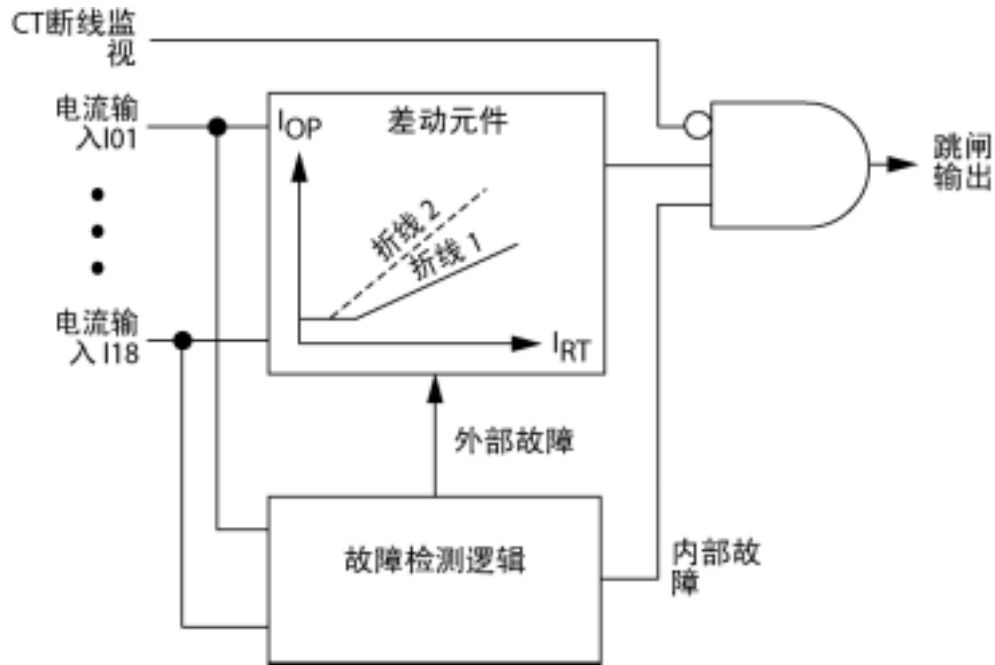 CT断线监
视
电流输
入I01
I_OP
差动元件
折线 2
折线 1
I_RT
跳闸
输出
电流输
入 I18
外部故障
故障检测逻辑
内部故
障